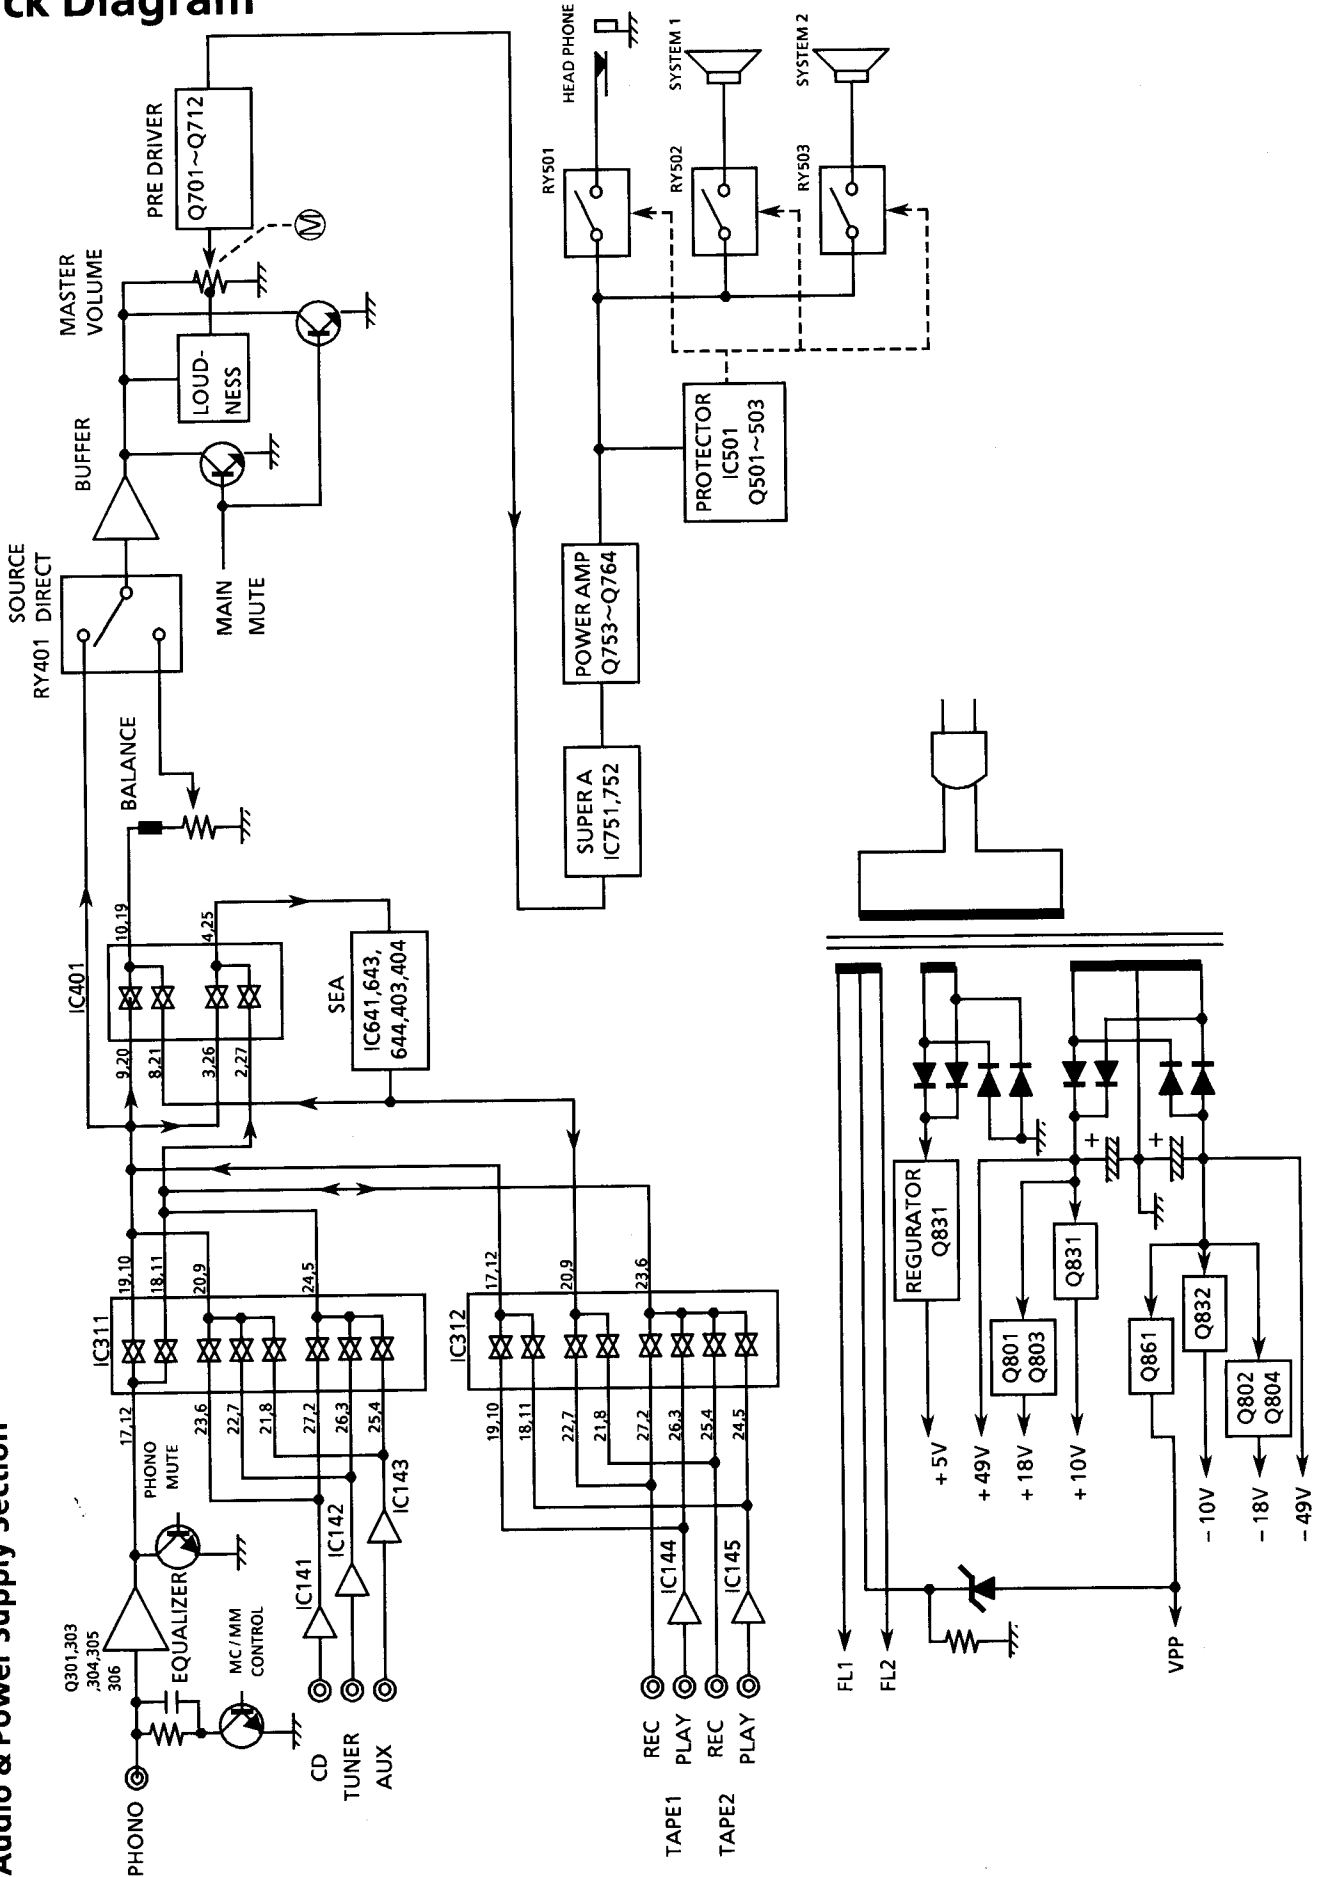 ck Diagram
Audio & Power Supply Section
PHONO
Q301,303
,304,305
306
EQUALIZER
MC/MM
CONTROL
PHONO
MUTE
CD
TUNER
AUX
IC141
IC142
IC143
IC311
17,12
23,6
22,7
21,8
27,2
26,3
25,4
19,10
18,11
20,9
24,5
TAPE1
REC
PLAY
TAPE2
REC
PLAY
IC144
IC145
IC312
19,10
18,11
22,7
21,8
27,2
26,3
25,4
24,5
17,12
20,9
23,6
IC401
9,20
8,21
3,26
2,27
10,19
4,25
SEA
IC641,643,
644,403,404
BALANCE
SOURCE
RY401 DIRECT
BUFFER
MAIN
MUTE
LOUD-
NESS
MASTER
VOLUME
M
PRE DRIVER
Q701~Q712
SUPER A
IC751,752
POWER AMP
Q753~Q764
PROTECTOR
IC501
Q501~503
RY501
RY502
RY503
HEAD PHONE
SYSTEM 1
SYSTEM 2
FL1
FL2
VPP
REGURATOR
Q831
+5V
+49V
Q801
Q803
+18V
Q831
+10V
+
+
Q861
Q832
-10V
Q802
Q804
-18V
-49V